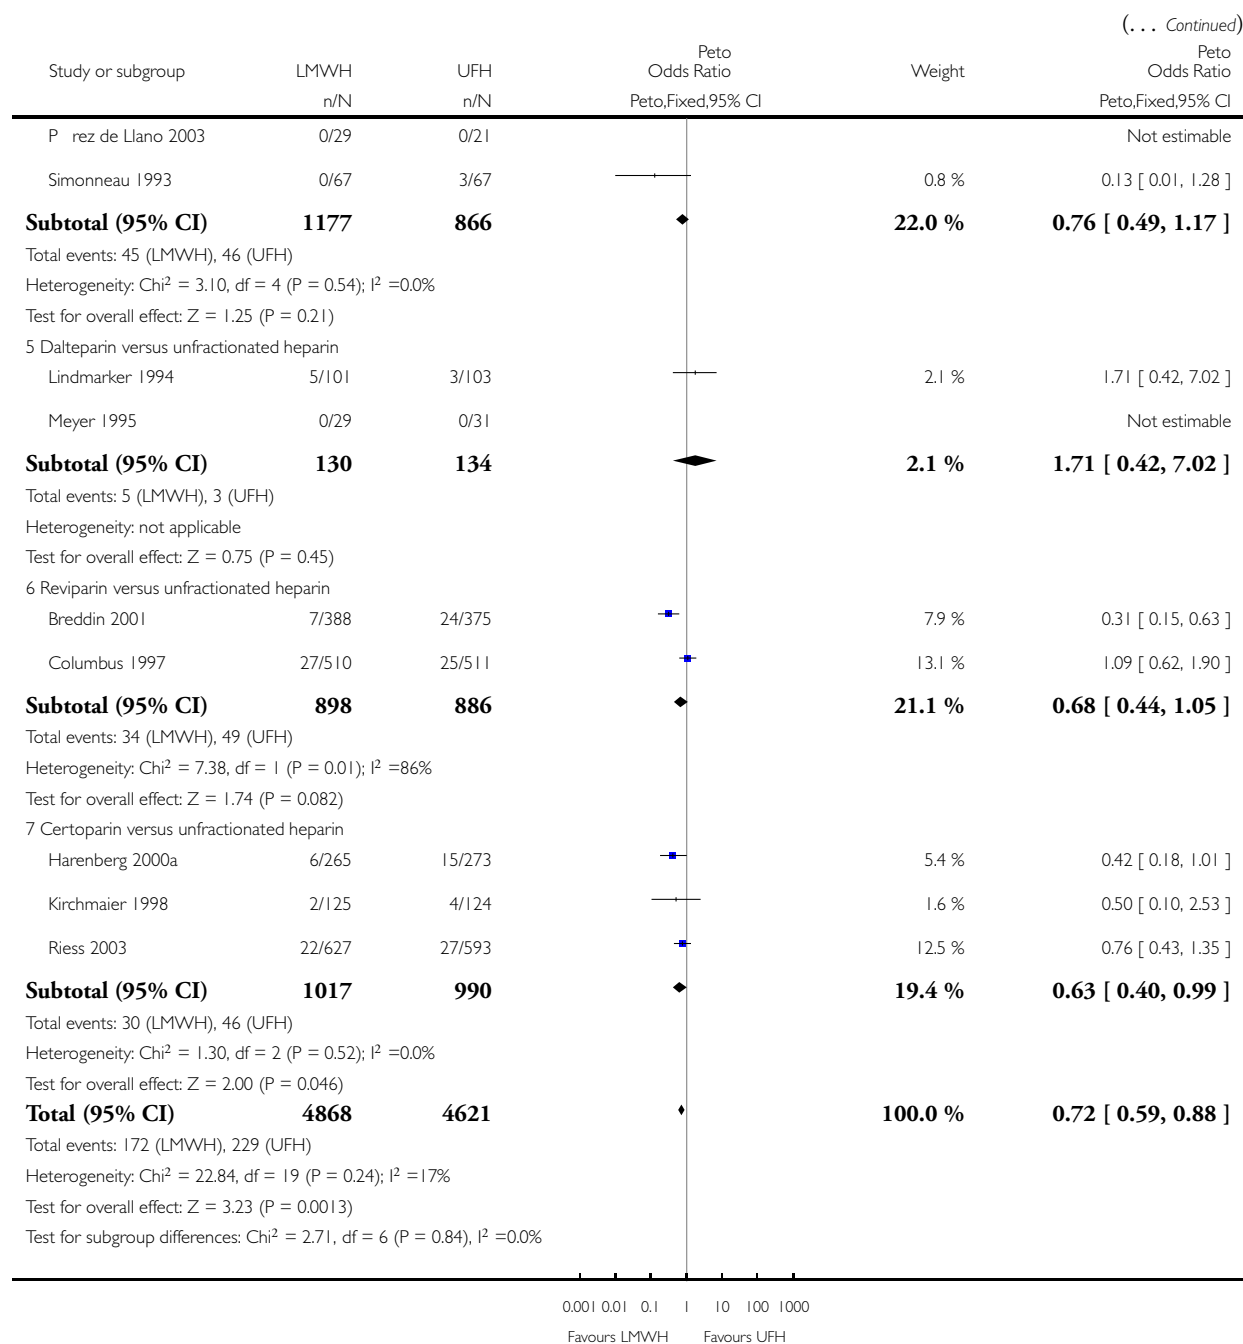 (... Continued)
Study or subgroup LMWH UFH Peto Odds Ratio Weight Peto Odds Ratio
n/N n/N Peto,Fixed,95% CI Peto,Fixed,95% CI
P rez de Llano 2003 0/29 0/21 Not estimable
Simonneau 1993 0/67 3/67 0.8 % 0.13 [ 0.01, 1.28 ]
Subtotal (95% CI) 1177 866 22.0 % 0.76 [ 0.49, 1.17 ]
Total events: 45 (LMWH), 46 (UFH)
Heterogeneity: Chi² = 3.10, df = 4 (P = 0.54); I² =0.0%
Test for overall effect: Z = 1.25 (P = 0.21)
5 Dalteparin versus unfractionated heparin
Lindmarker 1994 5/101 3/103 2.1 % 1.71 [ 0.42, 7.02 ]
Meyer 1995 0/29 0/31 Not estimable
Subtotal (95% CI) 130 134 2.1 % 1.71 [ 0.42, 7.02 ]
Total events: 5 (LMWH), 3 (UFH)
Heterogeneity: not applicable
Test for overall effect: Z = 0.75 (P = 0.45)
6 Reviparin versus unfractionated heparin
Breddin 2001 7/388 24/375 7.9 % 0.31 [ 0.15, 0.63 ]
Columbus 1997 27/510 25/511 13.1 % 1.09 [ 0.62, 1.90 ]
Subtotal (95% CI) 898 886 21.1 % 0.68 [ 0.44, 1.05 ]
Total events: 34 (LMWH), 49 (UFH)
Heterogeneity: Chi² = 7.38, df = 1 (P = 0.01); I² =86%
Test for overall effect: Z = 1.74 (P = 0.082)
7 Certoparin versus unfractionated heparin
Harenberg 2000a 6/265 15/273 5.4 % 0.42 [ 0.18, 1.01 ]
Kirchmaier 1998 2/125 4/124 1.6 % 0.50 [ 0.10, 2.53 ]
Riess 2003 22/627 27/593 12.5 % 0.76 [ 0.43, 1.35 ]
Subtotal (95% CI) 1017 990 19.4 % 0.63 [ 0.40, 0.99 ]
Total events: 30 (LMWH), 46 (UFH)
Heterogeneity: Chi² = 1.30, df = 2 (P = 0.52); I² =0.0%
Test for overall effect: Z = 2.00 (P = 0.046)
Total (95% CI) 4868 4621 100.0 % 0.72 [ 0.59, 0.88 ]
Total events: 172 (LMWH), 229 (UFH)
Heterogeneity: Chi² = 22.84, df = 19 (P = 0.24); I² =17%
Test for overall effect: Z = 3.23 (P = 0.0013)
Test for subgroup differences: Chi² = 2.71, df = 6 (P = 0.84), I² =0.0%
0.001 0.01 0.1 1 10 100 1000
Favours LMWH Favours UFH